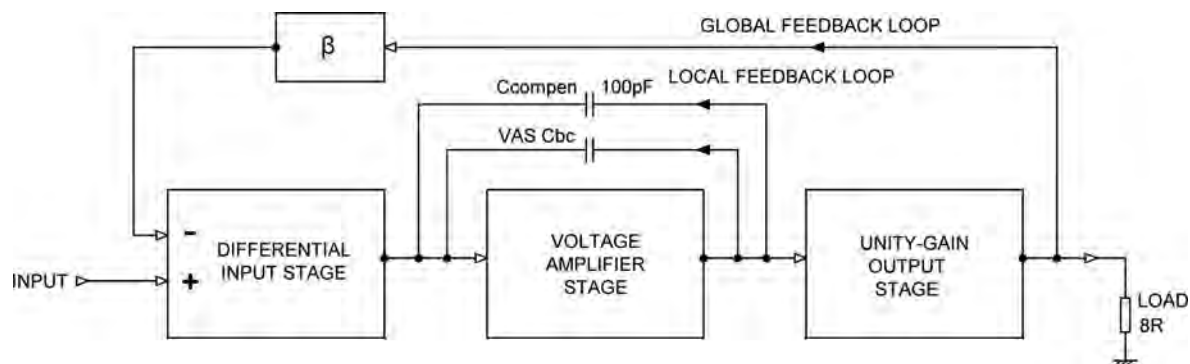 β
GLOBAL FEEDBACK LOOP
LOCAL FEEDBACK LOOP
Ccompen 100pF
VAS Cbc
INPUT
-
+
DIFFERENTIAL
INPUT STAGE
VOLTAGE
AMPLIFIER
STAGE
UNITY-GAIN
OUTPUT
STAGE
LOAD
8R